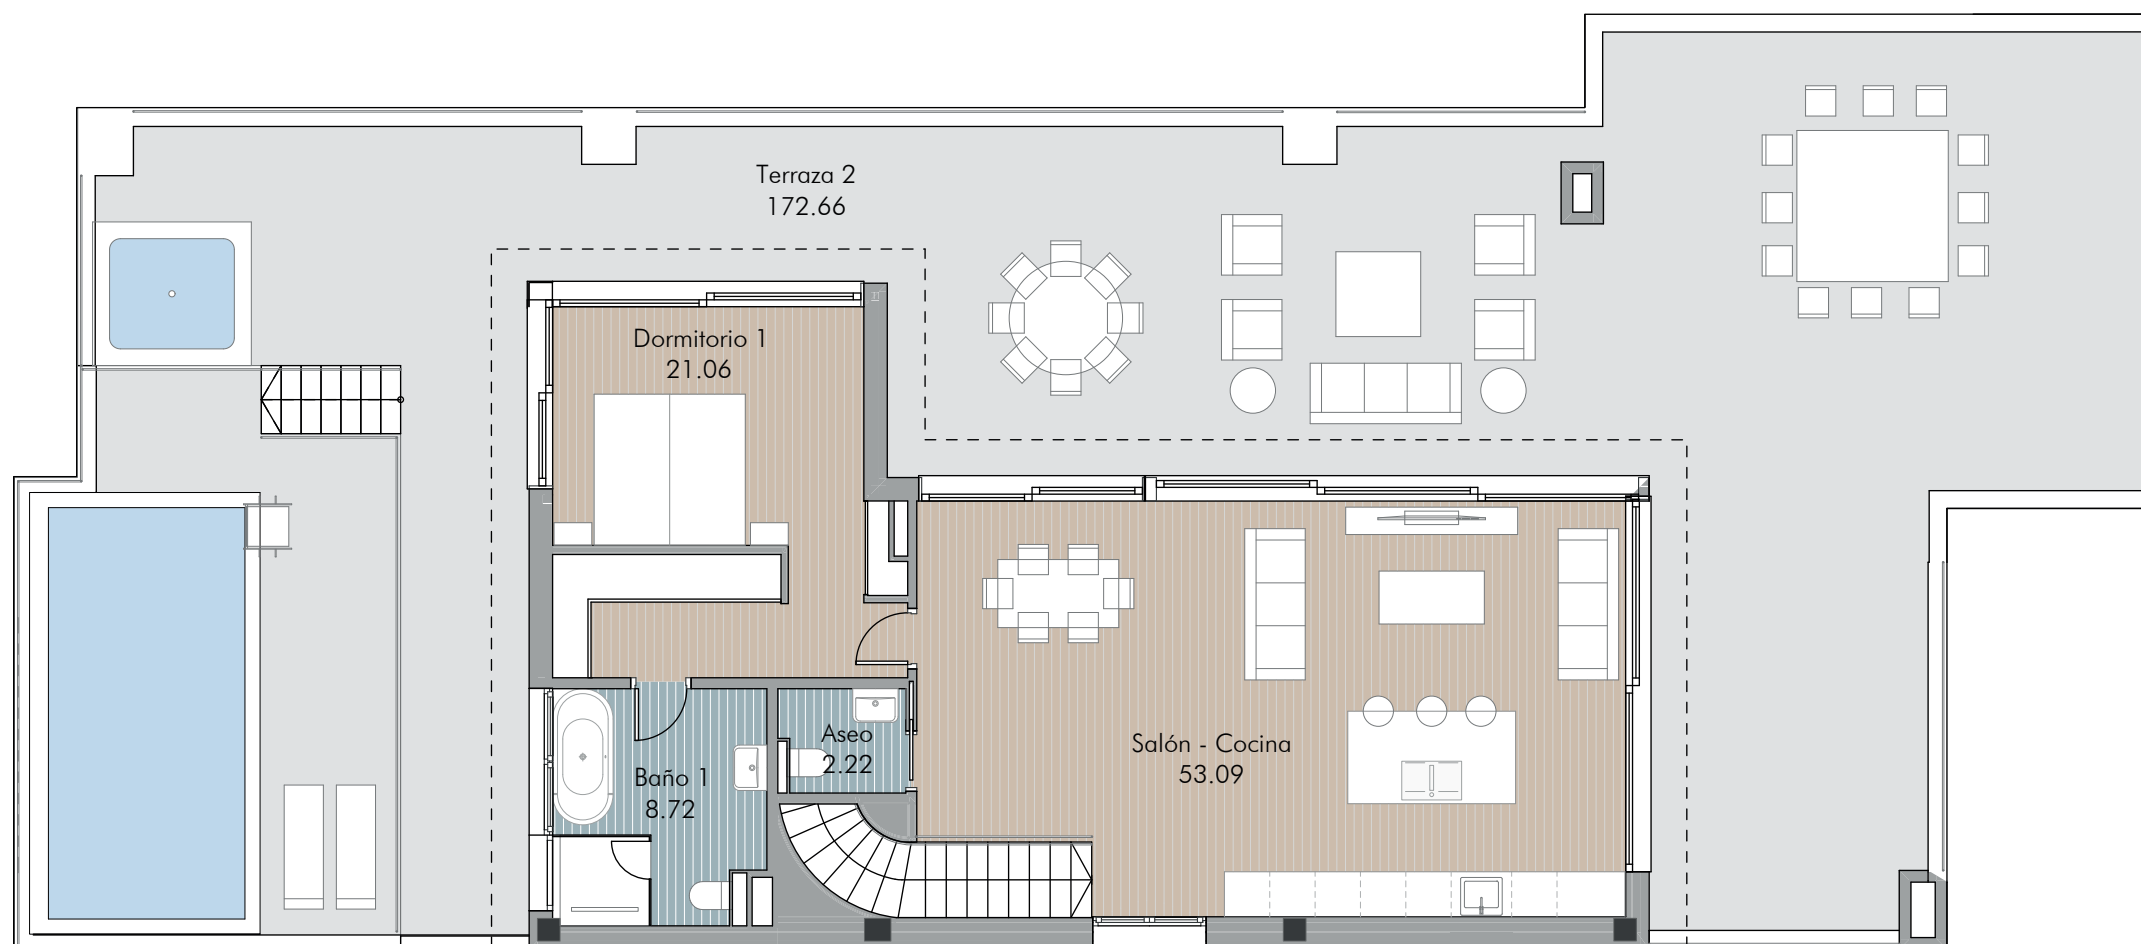 Terraza 2
172.66
Dormitorio 1
21.06
Aseo
2.22
Baño 1
8.72
Salón - Cocina
53.09